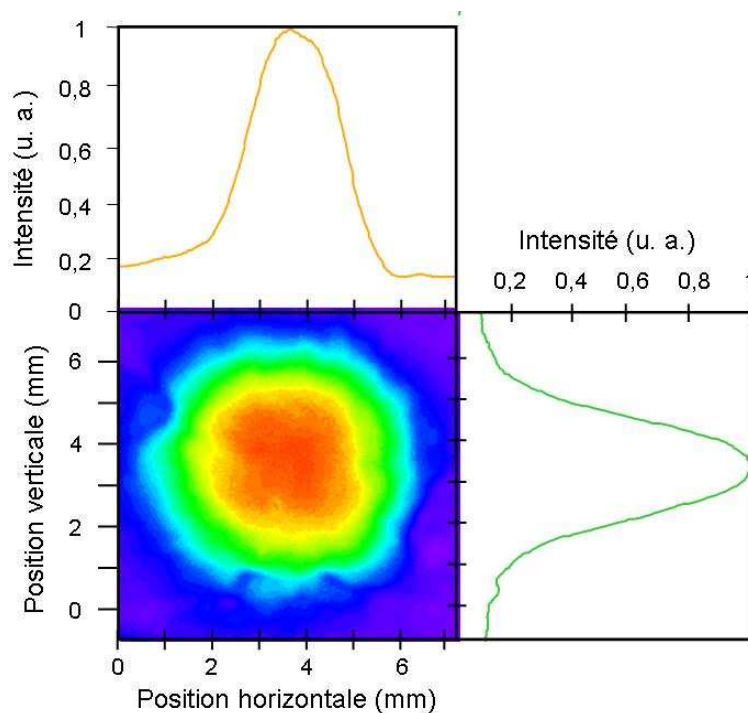 1
0,8
0,6
0,4
0,2
0
Intensité (u. a.)
Intensité (u. a.)
0,2 0,4 0,6 0,8 1
6
4
2
0
Position verticale (mm)
0 2 4 6
Position horizontale (mm)